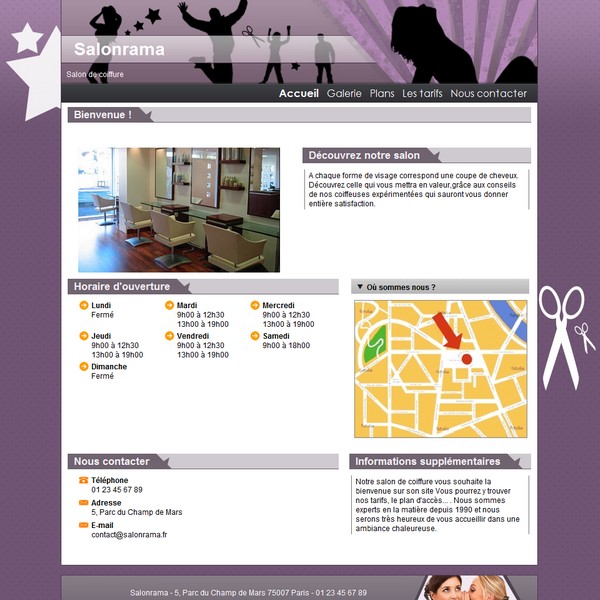 Salonrama
Salon de coiffure
Accueil Galerie Plans Les tarifs Nous contacter
Bienvenue !
Découvrez notre salon
A chaque forme de visage correspond une coupe de cheveux.
Découvrez celle qui vous mettra en valeur,grâce aux conseils
de nos coiffeuses expérimentées qui sauront vous donner
entière satisfaction.
Horaire d'ouverture
Lundi
Fermé
Mardi
9h00 à 12h30
13h00 à 19h00
Mercredi
9h00 à 13h30
13h00 à 19h00
Jeudi
9h00 à 12h30
13h00 à 19h00
Vendredi
9h00 à 12h30
13h00 à 19h00
Samedi
9h00 à 18h00
Dimanche
Fermé
Où sommes nous ?
Nous contacter
Téléphone
01 23 45 67 89
Adresse
5, Parc du Champ de Mars
E-mail
contact@salonrama.fr
Informations supplémentaires
Notre salon de coiffure vous souhaite la
bienvenue sur son site Vous pourrez y trouver
nos tarifs, le plan d'accès... . Nous sommes
experts en la matière depuis 1990 et nous
serons très heureux de vous accueillir dans une
ambiance chaleureuse.
Salonrama - 5, Parc du Champ de Mars 75007 Paris - 01 23 45 67 89